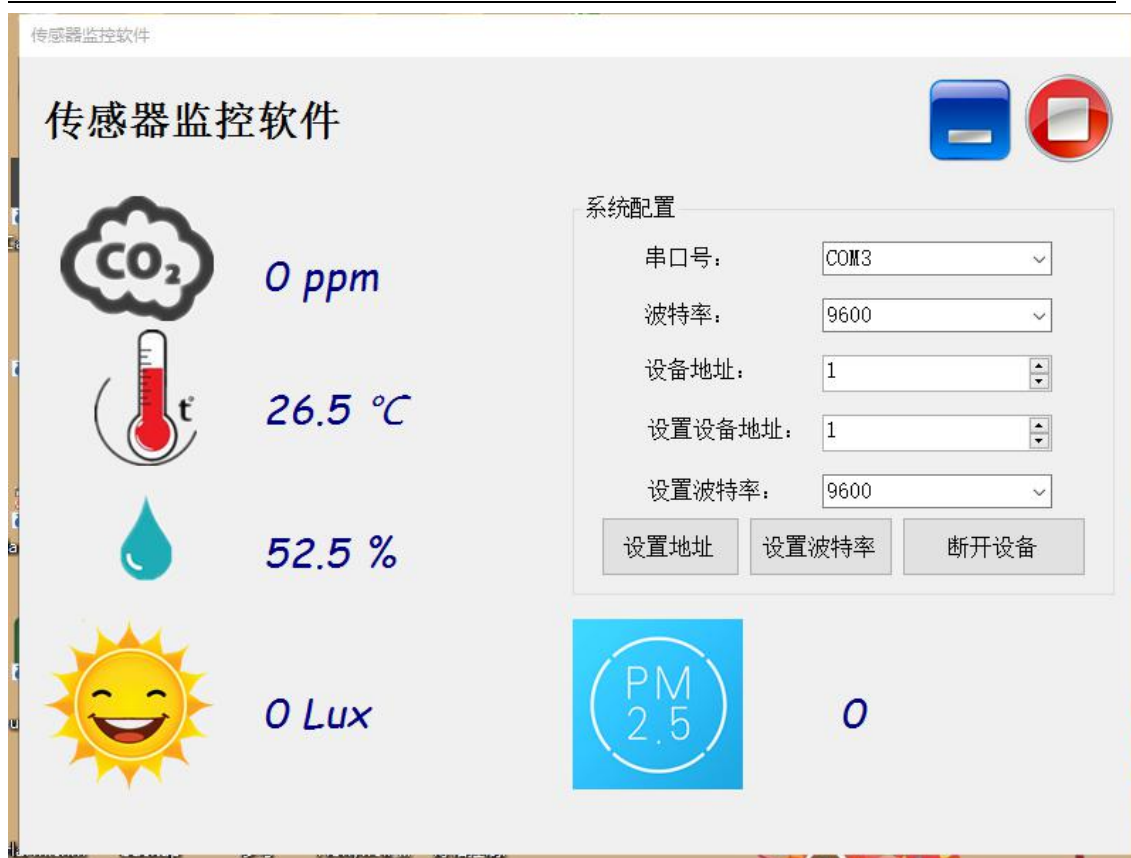 传感器监控软件
传感器监控软件
CO2
0 ppm
t°
26.5 ℃
52.5 %
0 Lux
系统配置
串口号: COM3
波特率: 9600
设备地址: 1
设置设备地址: 1
设置波特率: 9600
设置地址 设置波特率 断开设备
PM
2.5
0